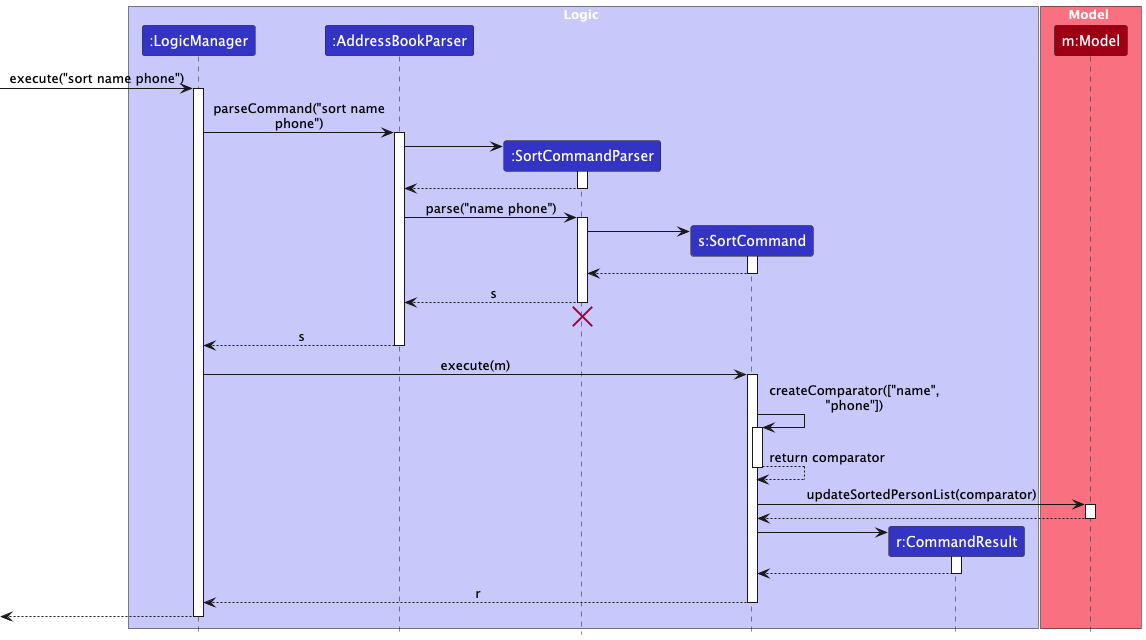 Logic
Model
:LogicManager
:AddressBookParser
m:Model
execute("sort name phone")
parseCommand("sort name
phone")
:SortCommandParser
parse("name phone")
s:SortCommand
s
s
execute(m)
createComparator(["name",
"phone"])
return comparator
updateSortedPersonList(comparator)
r:CommandResult
r